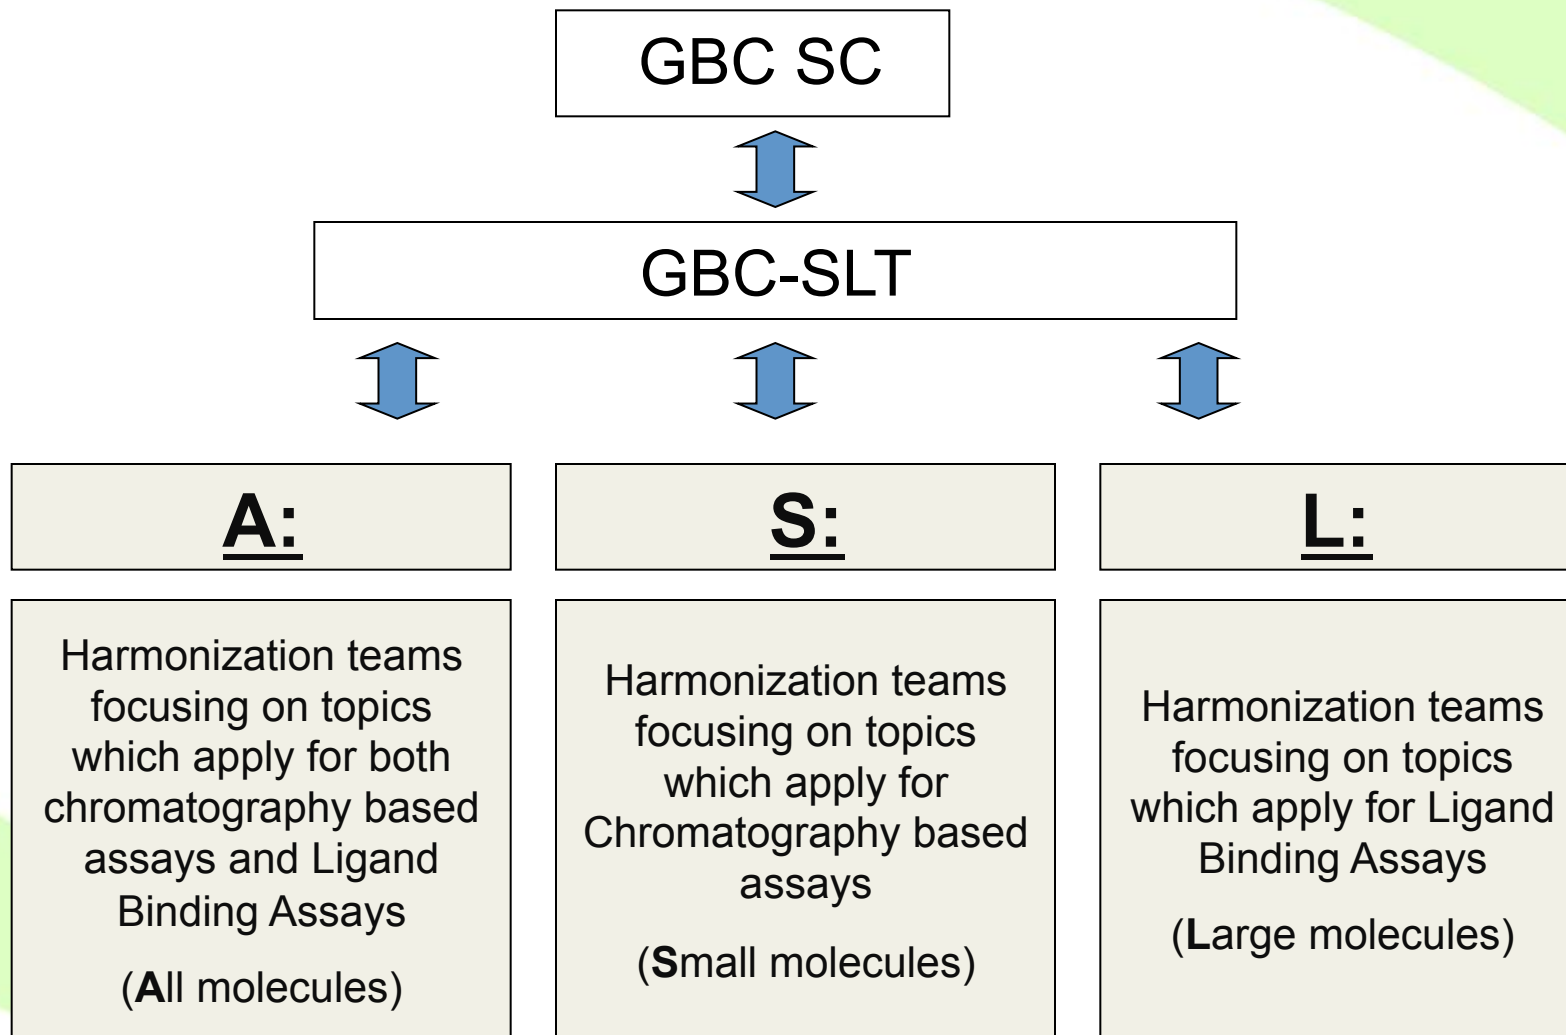 GBC SC
GBC-SLT
A:
Harmonization teams
focusing on topics
which apply for both
chromatography based
assays and Ligand
Binding Assays
(All molecules)
S:
Harmonization teams
focusing on topics
which apply for
Chromatography based
assays
(Small molecules)
L:
Harmonization teams
focusing on topics
which apply for Ligand
Binding Assays
(Large molecules)